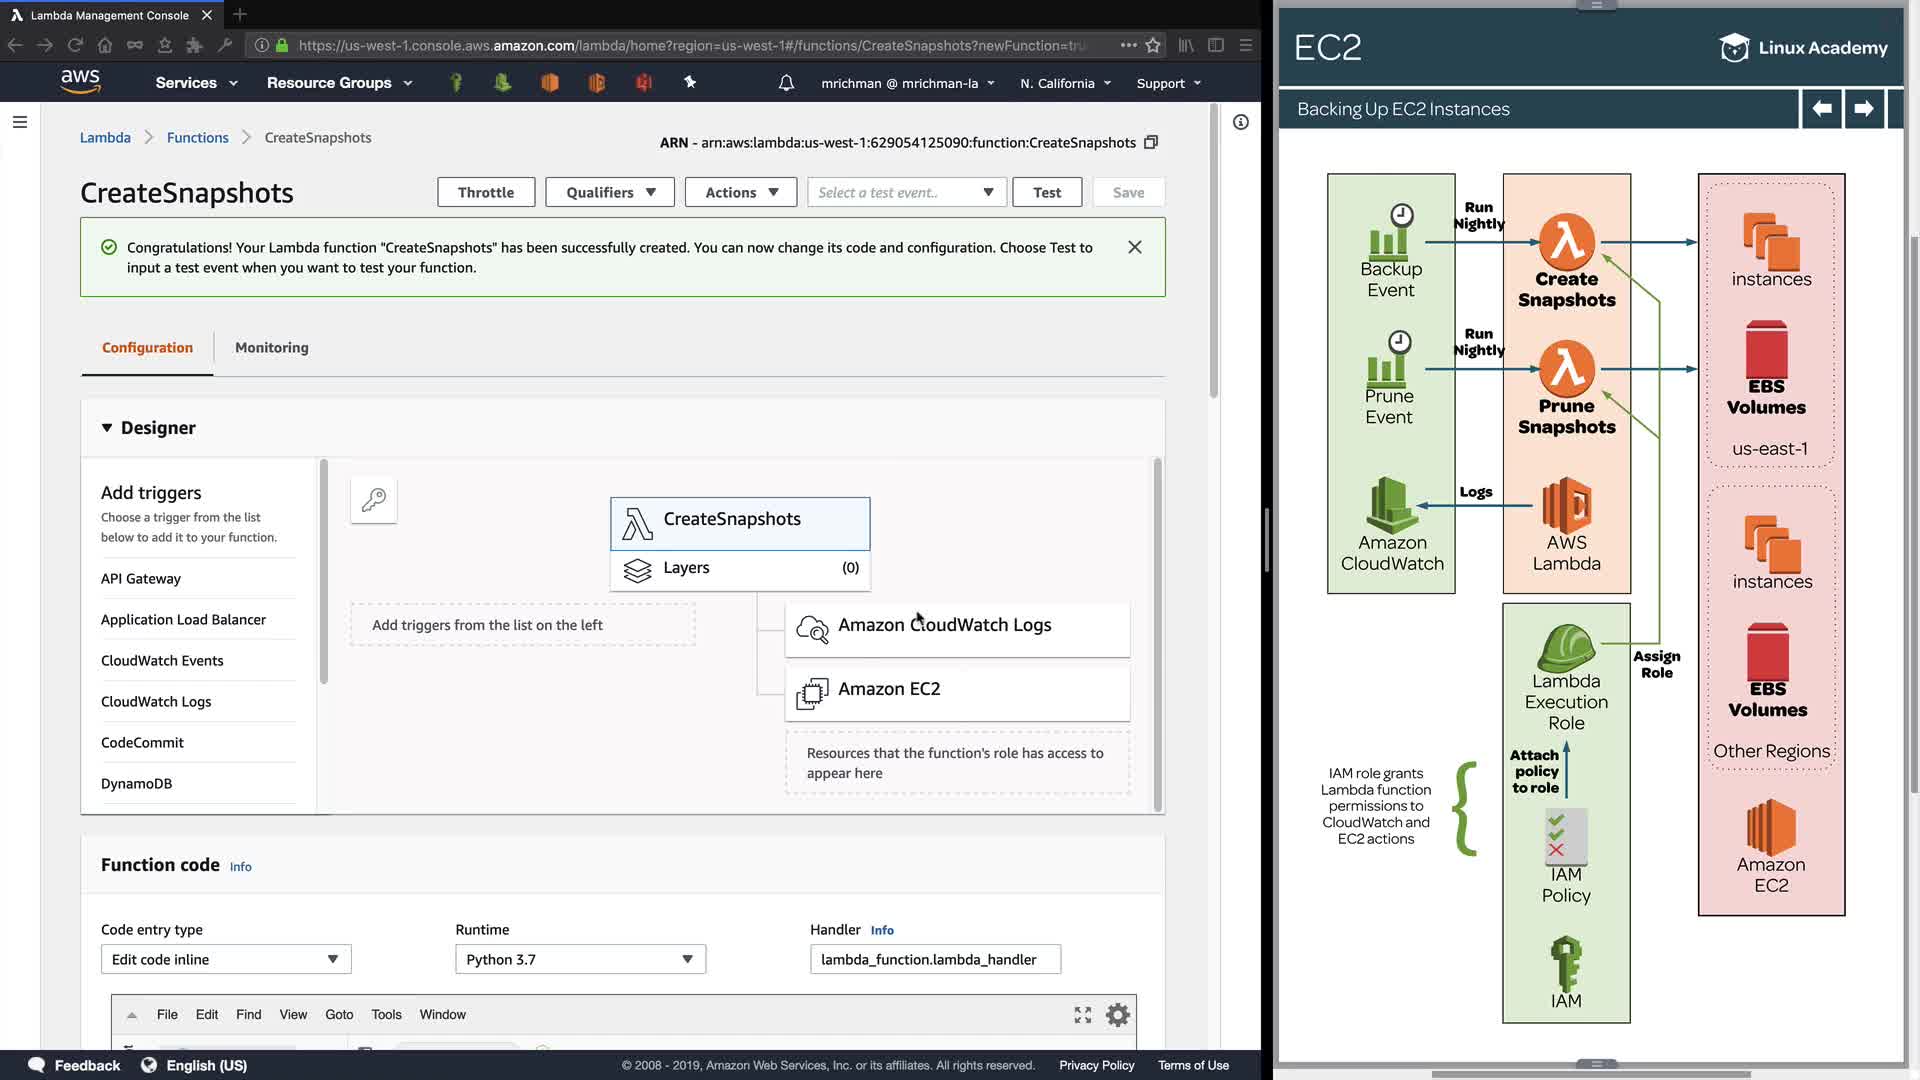 Lambda Management Console
https://us-west-1.console.aws.amazon.com/lambda/home?region=us-west-1#/functions/CreateSnapshots?newFunction=tru
aws
Services
Resource Groups
mrichman @ mrichman-la
N. California
Support
Lambda
Functions
CreateSnapshots
ARN - arn:aws:lambda:us-west-1:629054125090:function:CreateSnapshots
CreateSnapshots
Throttle
Qualifiers
Actions
Select a test event..
Test
Save
Congratulations! Your Lambda function "CreateSnapshots" has been successfully created. You can now change its code and configuration. Choose Test to
input a test event when you want to test your function.
Configuration
Monitoring
Designer
Add triggers
Choose a trigger from the list
below to add it to your function.
API Gateway
Application Load Balancer
CloudWatch Events
CloudWatch Logs
CodeCommit
DynamoDB
CreateSnapshots
Layers
(0)
Add triggers from the list on the left
Amazon CloudWatch Logs
Amazon EC2
Resources that the function's role has access to
appear here
Function code
Info
Code entry type
Edit code inline
Runtime
Python 3.7
Handler
Info
lambda_function.lambda_handler
File
Edit
Find
View
Goto
Tools
Window
Feedback
English (US)
© 2008 - 2019, Amazon Web Services, Inc. or its affiliates. All rights reserved.
Privacy Policy
Terms of Use
EC2
Linux Academy
Backing Up EC2 Instances
Backup
Event
Run
Nightly
Create
Snapshots
instances
Prune
Event
Run
Nightly
Prune
Snapshots
EBS
Volumes
us-east-1
Amazon
CloudWatch
Logs
AWS
Lambda
instances
EBS
Volumes
Other Regions
Lambda
Execution
Role
Assign
Role
Attach
policy
to role
IAM role grants
Lambda function
permissions to
CloudWatch and
EC2 actions
IAM
Policy
IAM
Amazon
EC2